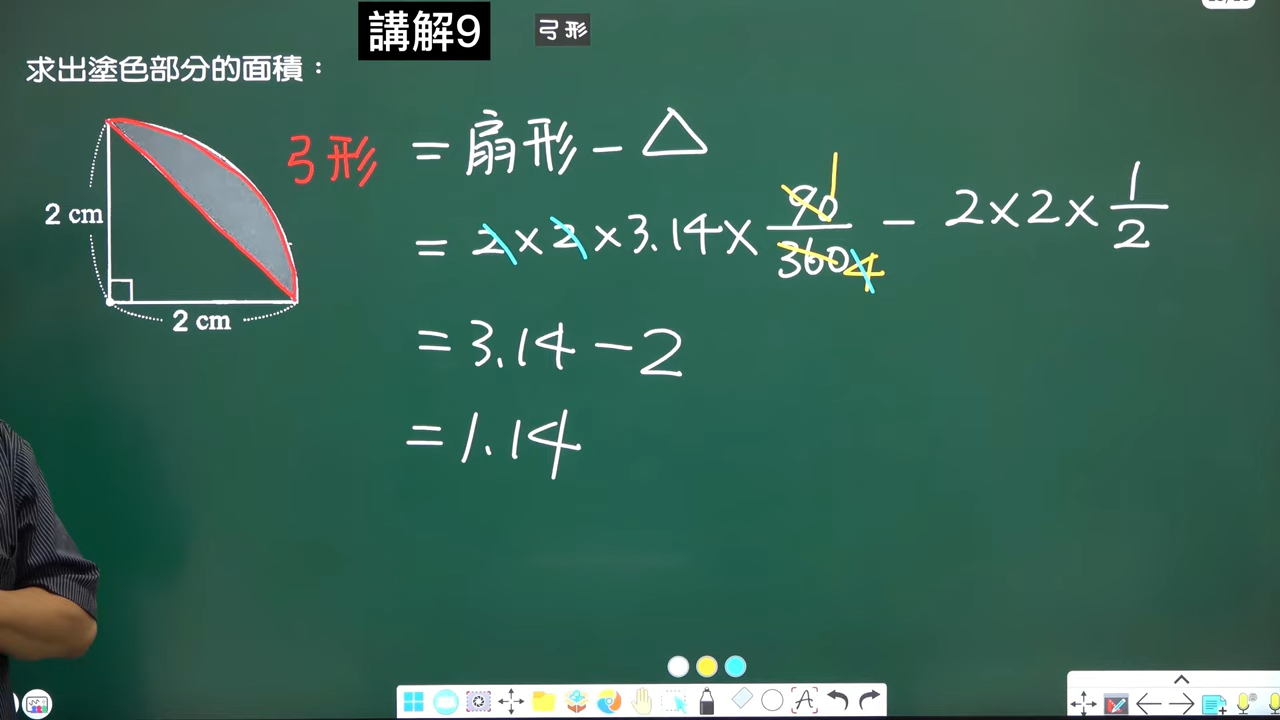 講解9
弓形
求出塗色部分的面積：
2 cm
2 cm
弓形 = 扇形 - △
= 2 × 2 × 3.14 × 90/360 - 2 × 2 × 1/2
1
4
= 3.14 - 2
= 1.14